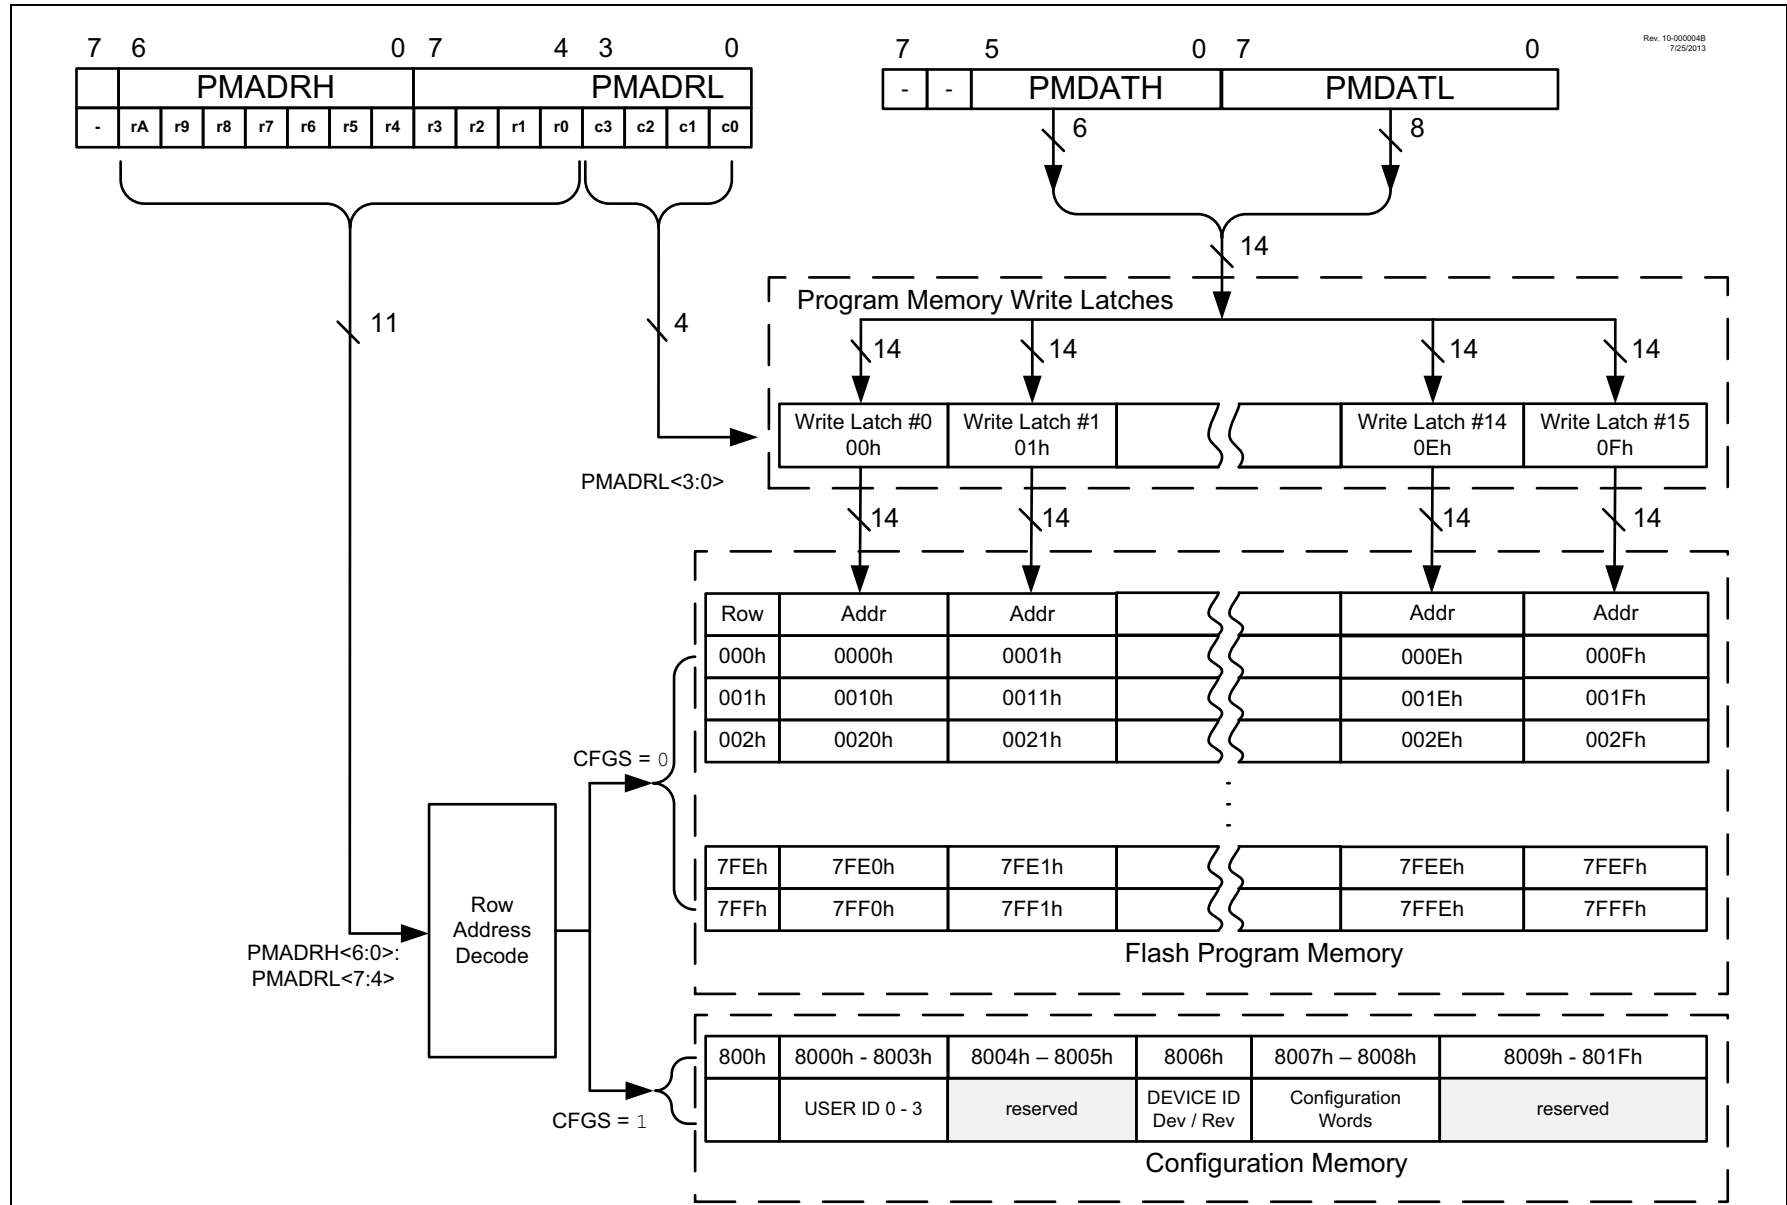 7 6 0 7 4 3 0
7 5 0 7 0
Rev. 10-000004B
7/25/2013
PMADRH PMADRL
- - PMDATH PMDATL
- rA r9 r8 r7 r6 r5 r4 r3 r2 r1 r0 c3 c2 c1 c0
6 8
14
11 4
Program Memory Write Latches
14 14 14 14
Write Latch #0 Write Latch #1 Write Latch #14 Write Latch #15
00h 01h 0Eh 0Fh
PMADRL<3:0>
14 14 14 14
Row Addr Addr Addr Addr
000h 0000h 0001h 000Eh 000Fh
001h 0010h 0011h 001Eh 001Fh
002h 0020h 0021h 002Eh 002Fh
CFGS = 0
7FEh 7FE0h 7FE1h 7FEEh 7FEFh
7FFh 7FF0h 7FF1h 7FFEh 7FFFh
Row
Address
Decode
PMADRH<6:0>:
PMADRL<7:4>
Flash Program Memory
800h 8000h - 8003h 8004h – 8005h 8006h 8007h – 8008h 8009h - 801Fh
USER ID 0 - 3 reserved DEVICE ID Configuration reserved
Dev / Rev Words
CFGS = 1
Configuration Memory